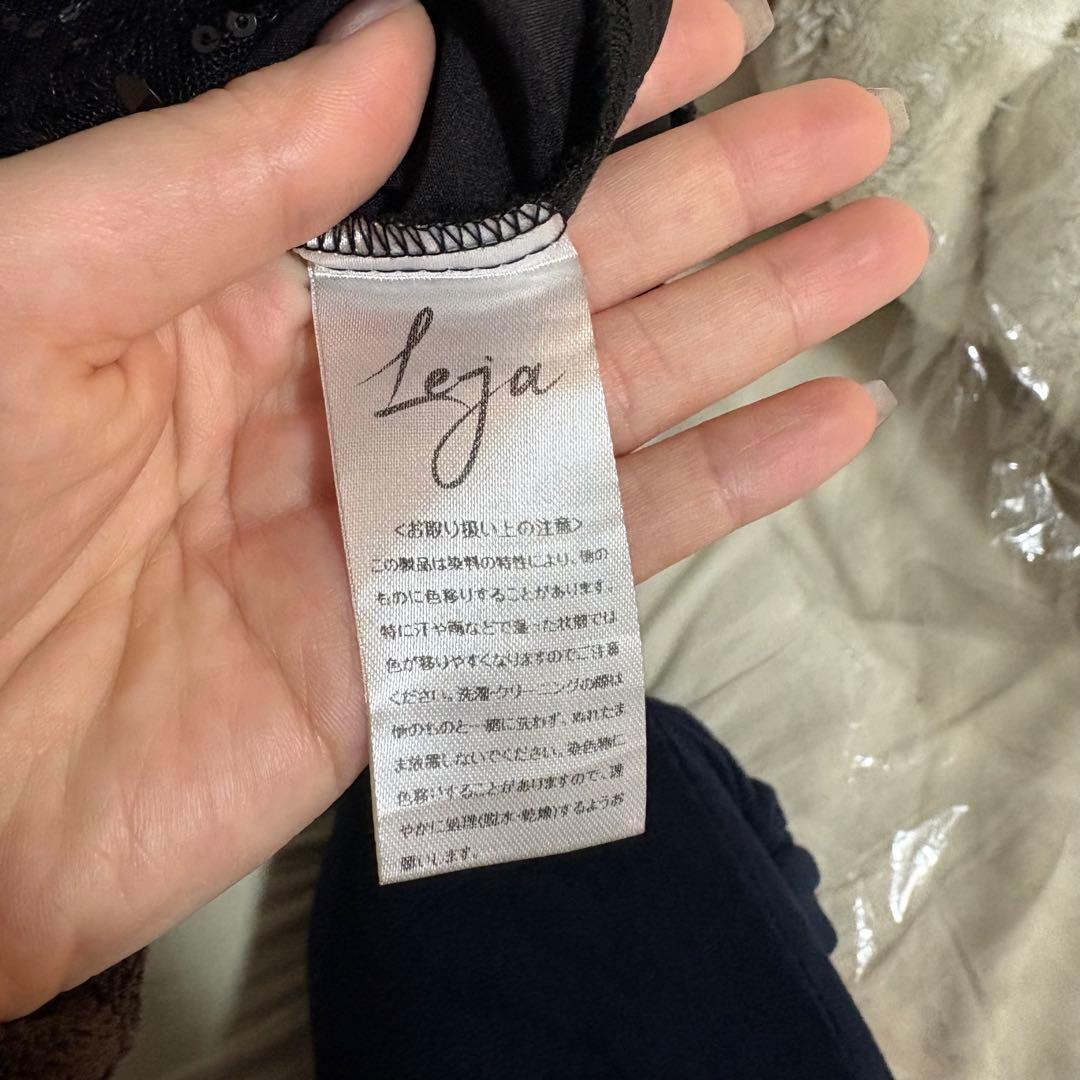 Leja
<お取り扱い上の注意>
この製品は染料の特性により、他の
ものに色移りすることがあります。
特に汗や雨などで湿った状態では
色が移りやすくなりますのでご注意
ください。洗濯・クリーニングの際は
他のものと一緒に洗わず、ぬれたま
ま放置しないでください。染色物に
色移りすることがありますので、速
やかに処理(脱水・乾燥)するようお
願いします。